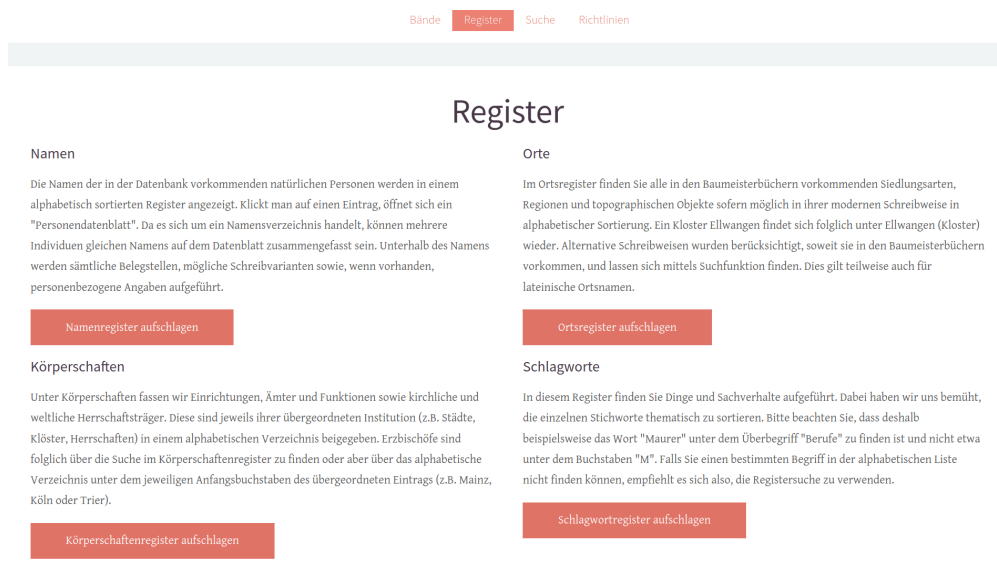 Bände Register Suche Richtlinien
Register
Namen
Die Namen der in der Datenbank vorkommenden natürlichen Personen werden in einem
alphabetisch sortierten Register angezeigt. Klickt man auf einen Eintrag, öffnet sich ein
"Personendatenblatt". Da es sich um ein Namensverzeichnis handelt, können mehrere
Individuen gleichen Namens auf dem Datenblatt zusammengefasst sein. Unterhalb des Namens
werden sämtliche Belegstellen, mögliche Schreibvarianten sowie, wenn vorhanden,
personenbezogene Angaben aufgeführt.
Namenregister aufschlagen
Orte
Im Ortsregister finden Sie alle in den Baumeisterbüchern vorkommenden Siedlungsarten,
Regionen und topographischen Objekte sofern möglich in ihrer modernen Schreibweise in
alphabetischer Sortierung. Ein Kloster Ellwangen findet sich folglich unter Ellwangen (Kloster)
wieder. Alternative Schreibweisen wurden berücksichtigt, soweit sie in den Baumeisterbüchern
vorkommen, und lassen sich mittels Suchfunktion finden. Dies gilt teilweise auch für
lateinische Ortsnamen.
Ortsregister aufschlagen
Körperschaften
Unter Körperschaften fassen wir Einrichtungen, Ämter und Funktionen sowie kirchliche und
weltliche Herrschaftsträger. Diese sind jeweils ihrer übergeordneten Institution (z.B. Städte,
Klöster, Herrschaften) in einem alphabetischen Verzeichnis beigegeben. Erzbischöfe sind
folglich über die Suche im Körperschaftenregister zu finden oder aber über das alphabetische
Verzeichnis unter dem jeweiligen Anfangsbuchstaben des übergeordneten Eintrags (z.B. Mainz,
Köln oder Trier).
Körperschaftenregister aufschlagen
Schlagworte
In diesem Register finden Sie Dinge und Sachverhalte aufgeführt. Dabei haben wir uns bemüht,
die einzelnen Stichworte thematisch zu sortieren. Bitte beachten Sie, dass deshalb
beispielsweise das Wort "Maurer" unter dem Überbegriff "Berufe" zu finden ist und nicht etwa
unter dem Buchstaben "M". Falls Sie einen bestimmten Begriff in der alphabetischen Liste
nicht finden können, empfiehlt es sich also, die Registersuche zu verwenden.
Schlagwortregister aufschlagen